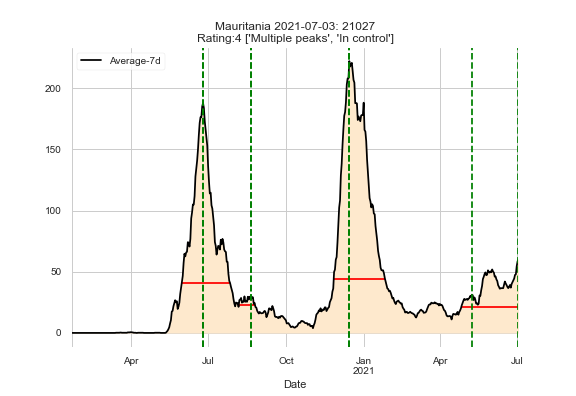 Mauritania 2021-07-03: 21027
Rating:4 ['Multiple peaks', 'In control']
Average-7d
200
150
100
50
0
Apr
Jul
Oct
Jan
2021
Apr
Jul
Date